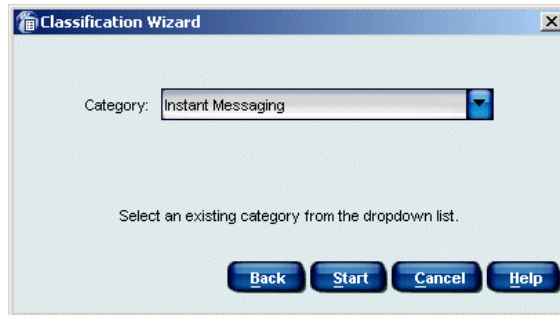 Classification Wizard
Category: Instant Messaging
Select an existing category from the dropdown list.
Back Start Cancel Help